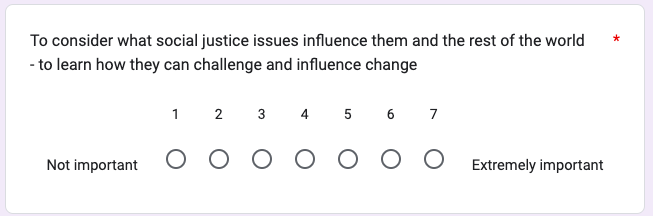 To consider what social justice issues influence them and the rest of the world *
- to learn how they can challenge and influence change
1 2 3 4 5 6 7
Not important Extremely important